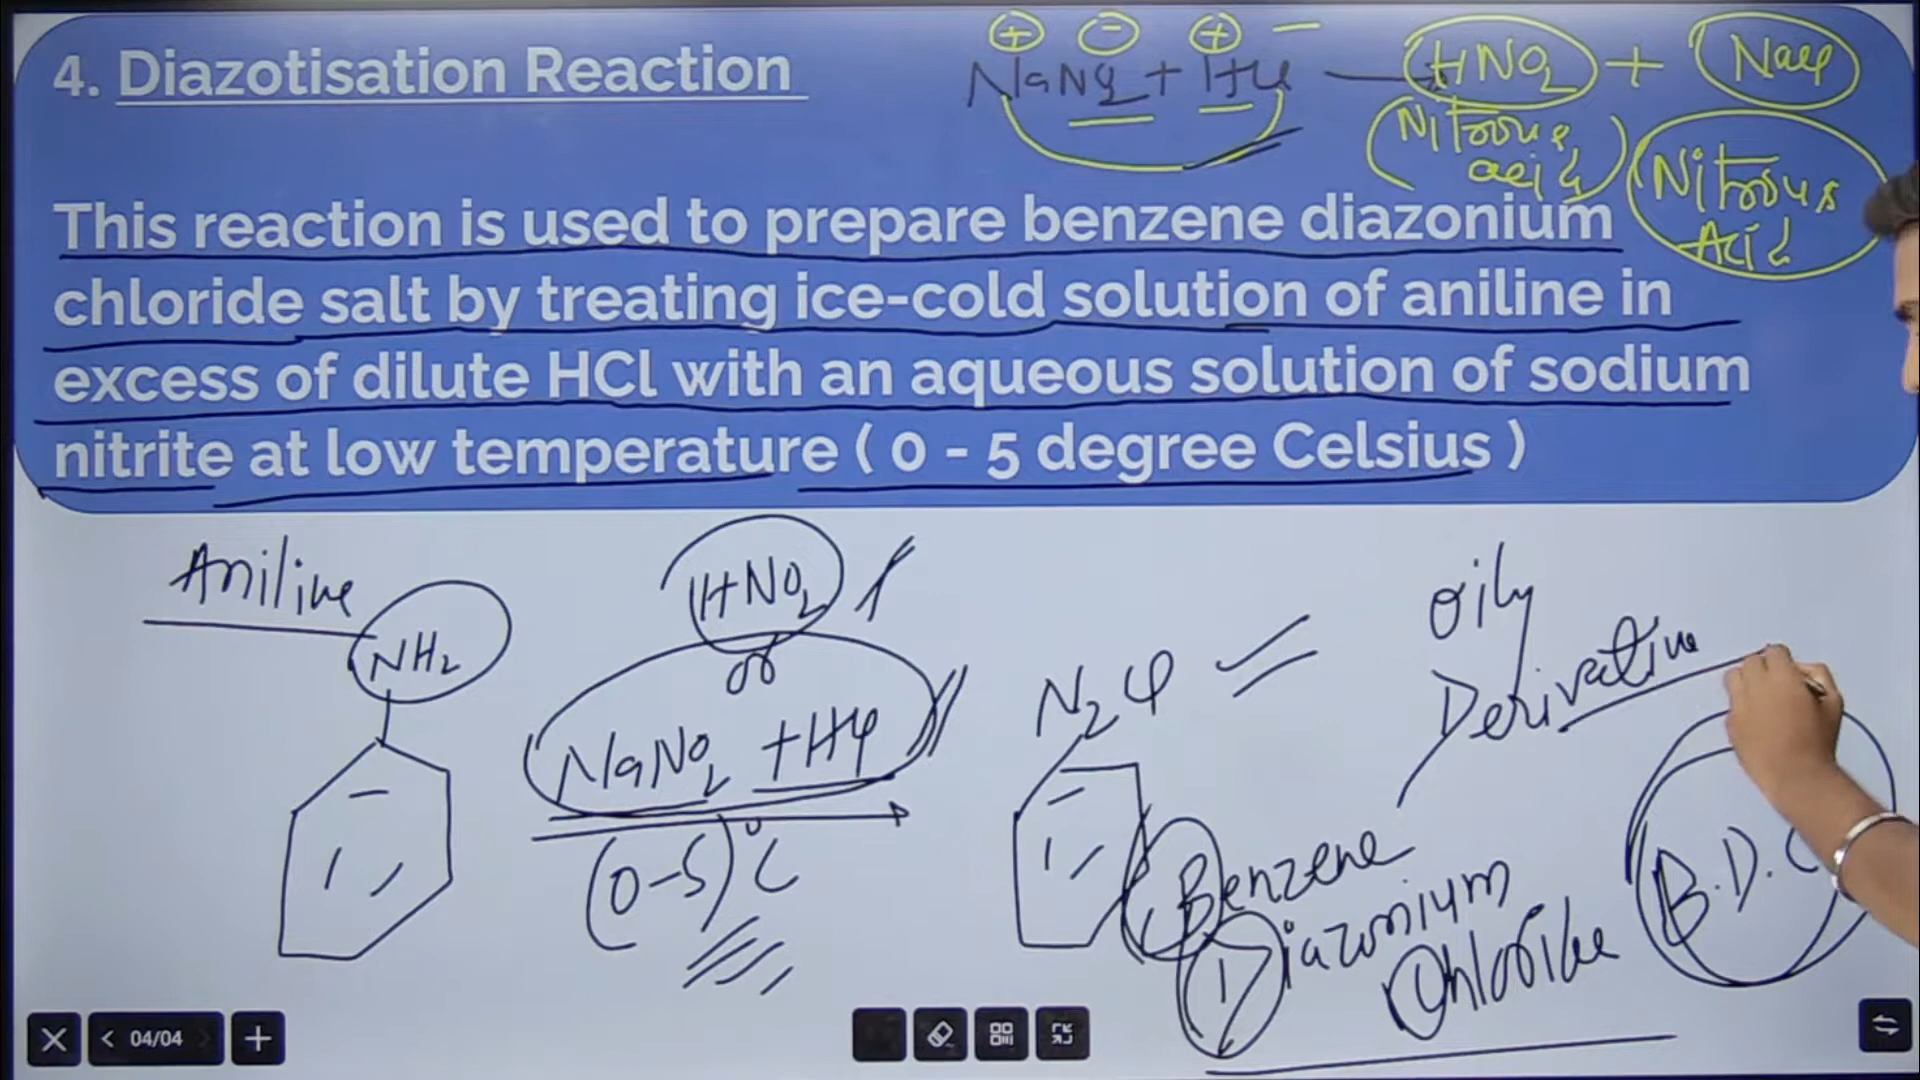 4. Diazotisation Reaction
NaNO2 + HCl → HNO2 + NaCl
(Nitrous acid)
Nitrous Acid
This reaction is used to prepare benzene diazonium
chloride salt by treating ice-cold solution of aniline in
excess of dilute HCl with an aqueous solution of sodium
nitrite at low temperature ( 0 - 5 degree Celsius )
Aniline
NH2
HNO2
or
NaNO2 + HCl
(0-5)°C
N2Cl
Oily
Derivative
Benzene
Diazonium
Chloride
B.D.C
04/04